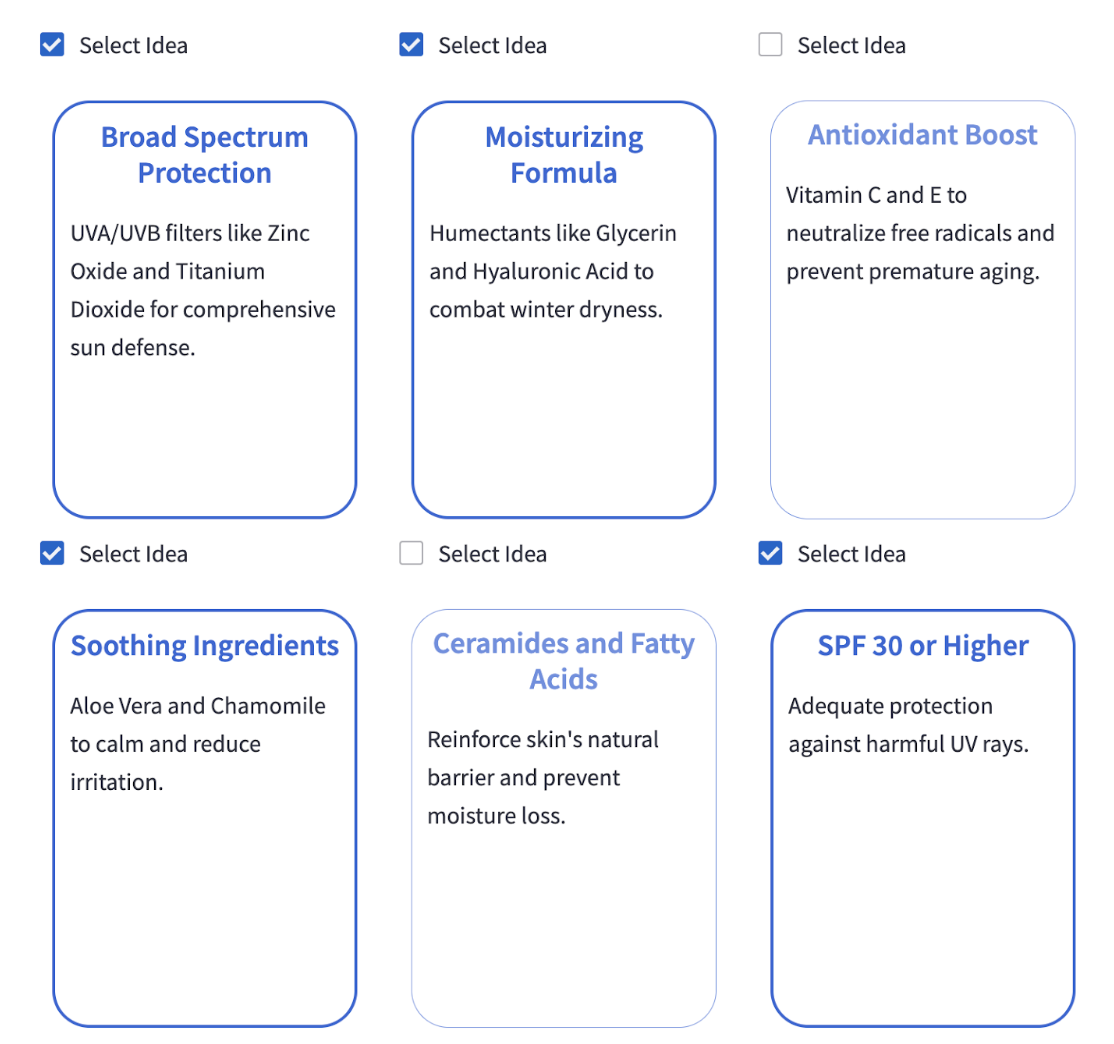 Select Idea
Select Idea
Select Idea
Broad Spectrum
Protection
UVA/UVB filters like Zinc
Oxide and Titanium
Dioxide for comprehensive
sun defense.
Moisturizing
Formula
Humectants like Glycerin
and Hyaluronic Acid to
combat winter dryness.
Antioxidant Boost
Vitamin C and E to
neutralize free radicals and
prevent premature aging.
Select Idea
Select Idea
Select Idea
Soothing Ingredients
Aloe Vera and Chamomile
to calm and reduce
irritation.
Ceramides and Fatty
Acids
Reinforce skin's natural
barrier and prevent
moisture loss.
SPF 30 or Higher
Adequate protection
against harmful UV rays.